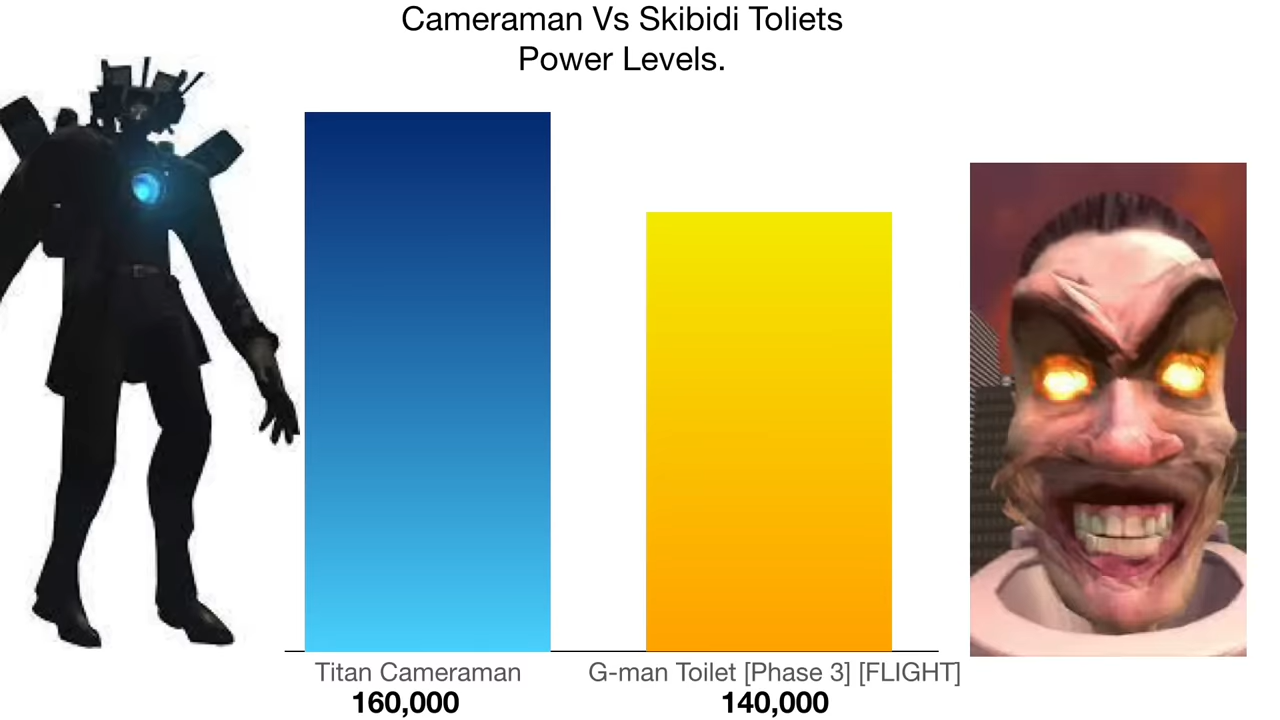 Cameraman Vs Skibidi Toliets
Power Levels.
Titan Cameraman
160,000
G-man Toilet [Phase 3] [FLIGHT]
140,000